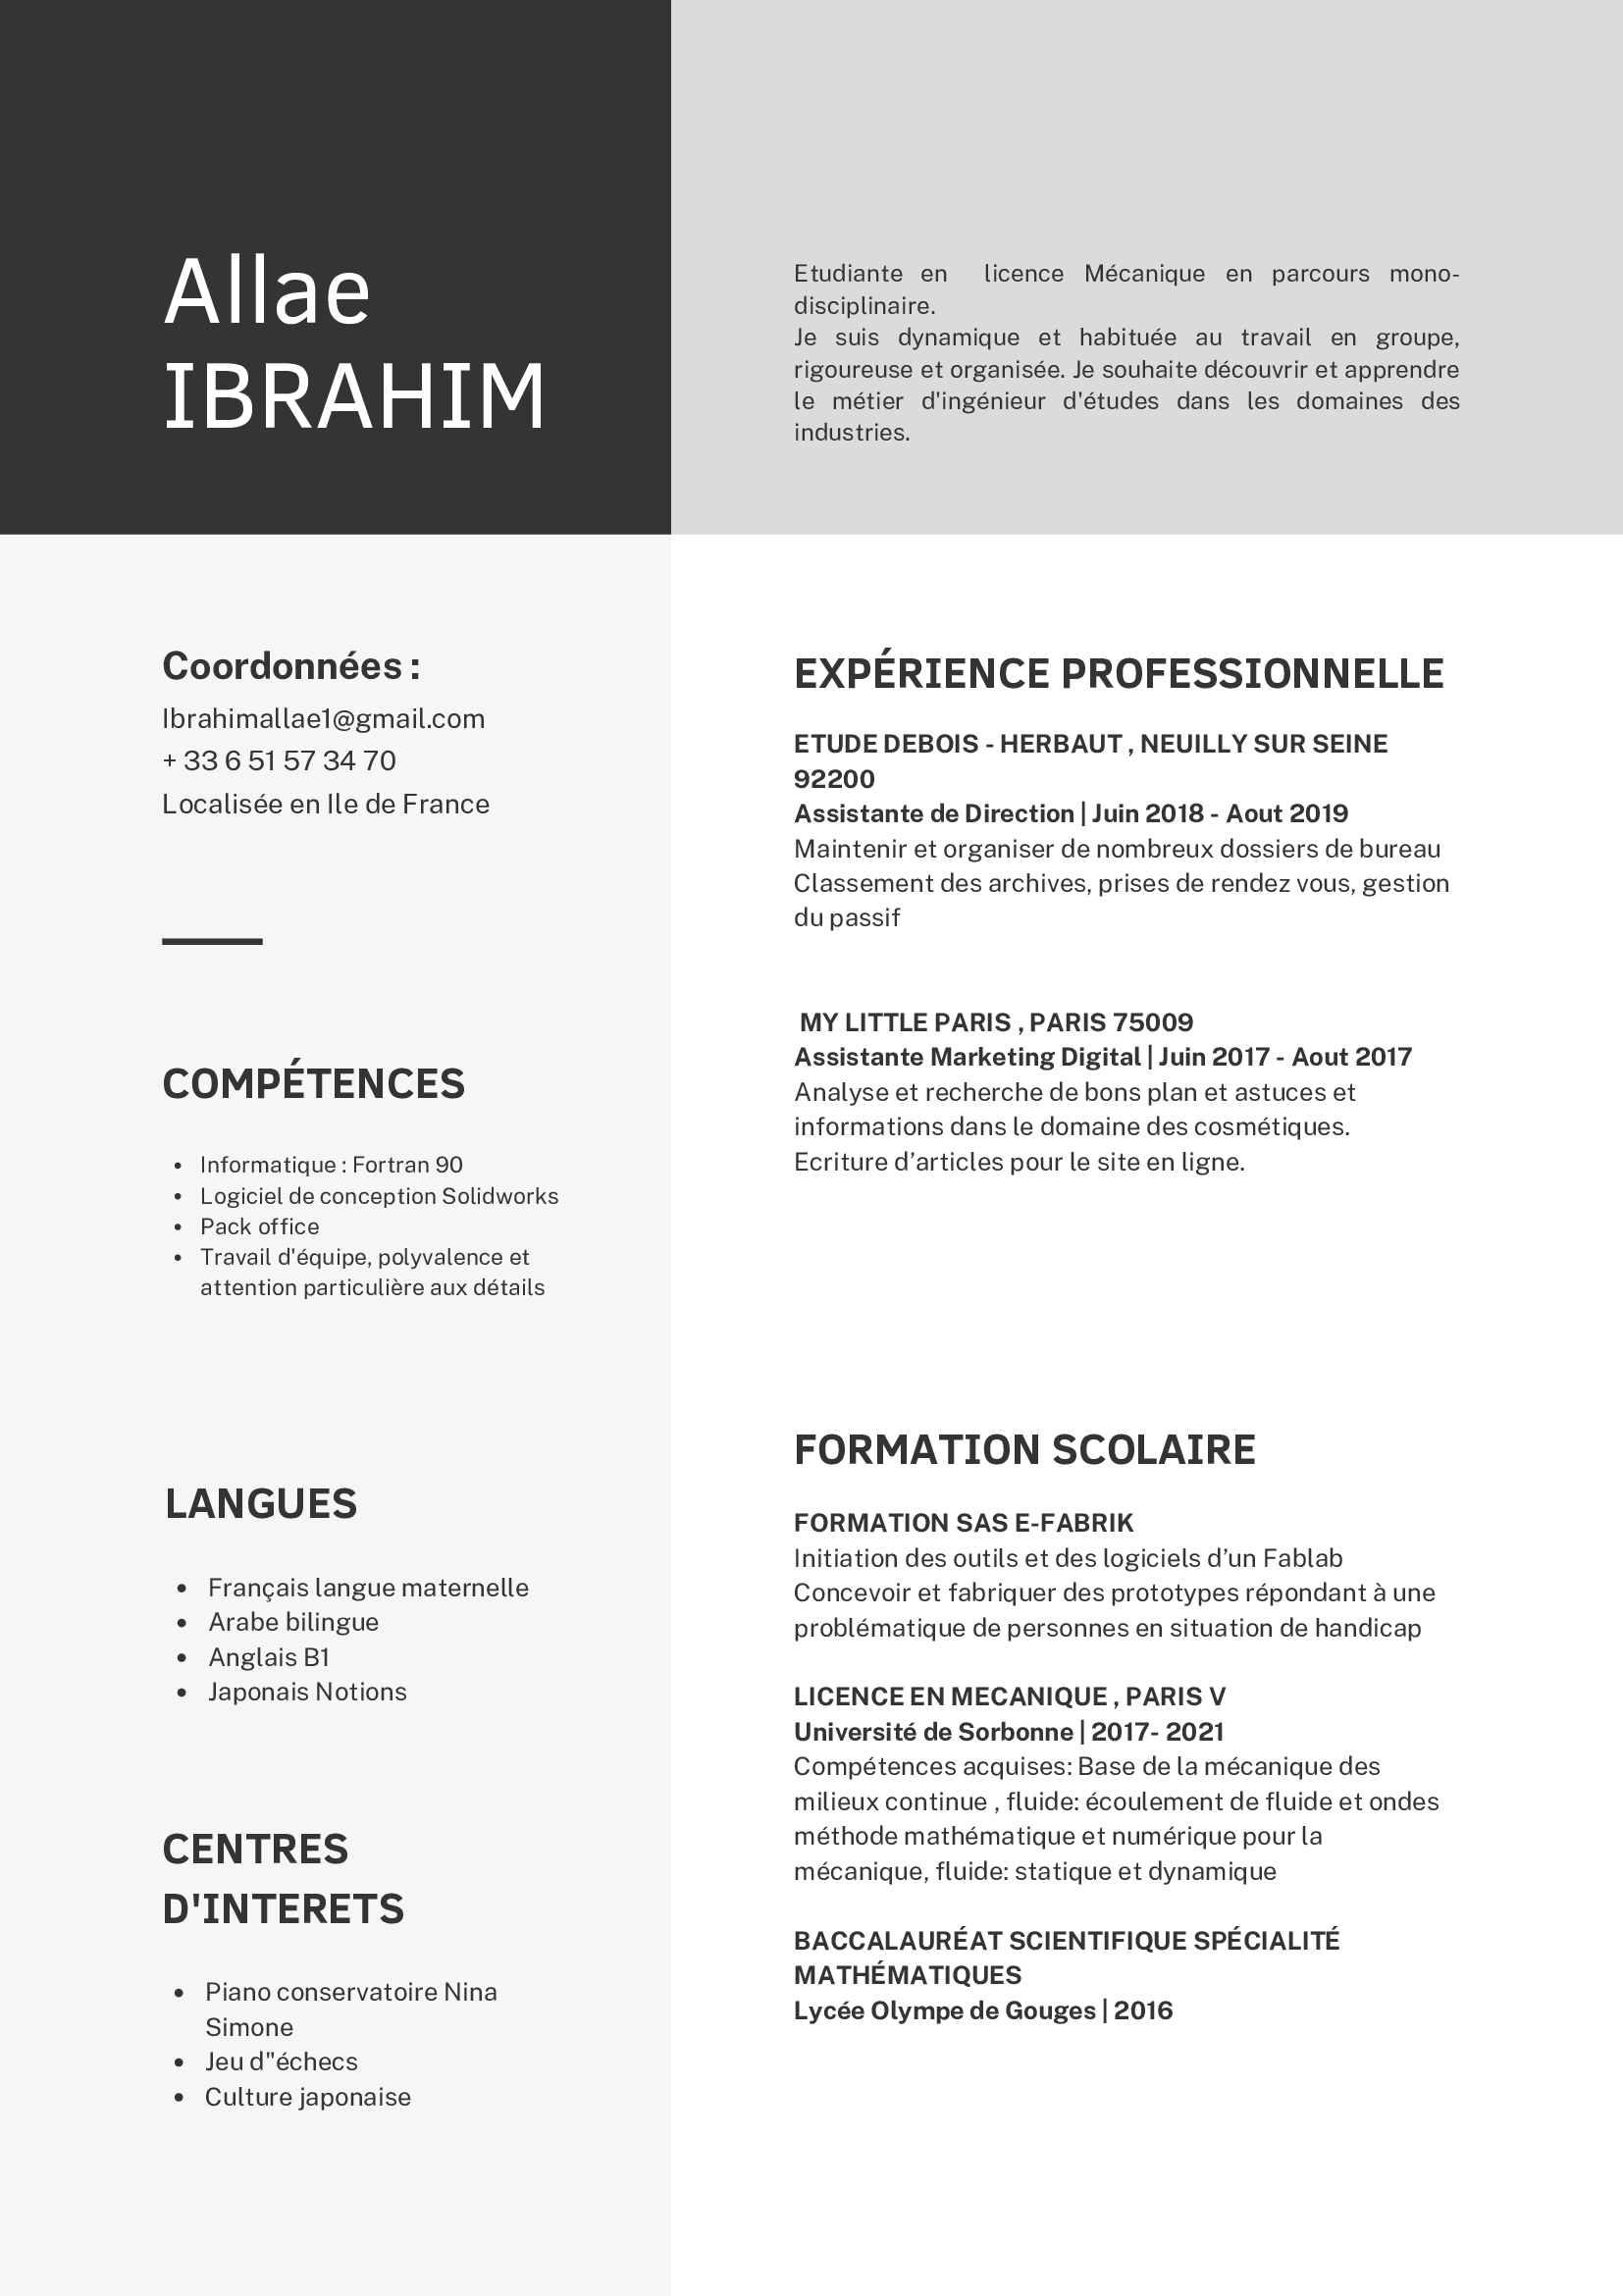 Allae
IBRAHIM
Etudiante en licence Mécanique en parcours mono-
disciplinaire.
Je suis dynamique et habituée au travail en groupe,
rigoureuse et organisée. Je souhaite découvrir et apprendre
le métier d'ingénieur d'études dans les domaines des
industries.
Coordonnées :
Ibrahimallae1@gmail.com
+ 33 6 51 57 34 70
Localisée en Ile de France
COMPÉTENCES
• Informatique : Fortran 90
• Logiciel de conception Solidworks
• Pack office
• Travail d'équipe, polyvalence et
attention particulière aux détails
LANGUES
• Français langue maternelle
• Arabe bilingue
• Anglais B1
• Japonais Notions
CENTRES
D'INTERETS
• Piano conservatoire Nina
Simone
• Jeu d"échecs
• Culture japonaise
EXPÉRIENCE PROFESSIONNELLE
ETUDE DEBOIS - HERBAUT , NEUILLY SUR SEINE
92200
Assistante de Direction | Juin 2018 - Aout 2019
Maintenir et organiser de nombreux dossiers de bureau
Classement des archives, prises de rendez vous, gestion
du passif
MY LITTLE PARIS , PARIS 75009
Assistante Marketing Digital | Juin 2017 - Aout 2017
Analyse et recherche de bons plan et astuces et
informations dans le domaine des cosmétiques.
Ecriture d’articles pour le site en ligne.
FORMATION SCOLAIRE
FORMATION SAS E-FABRIK
Initiation des outils et des logiciels d’un Fablab
Concevoir et fabriquer des prototypes répondant à une
problématique de personnes en situation de handicap
LICENCE EN MECANIQUE , PARIS V
Université de Sorbonne | 2017- 2021
Compétences acquises: Base de la mécanique des
milieux continue , fluide: écoulement de fluide et ondes
méthode mathématique et numérique pour la
mécanique, fluide: statique et dynamique
BACCALAURÉAT SCIENTIFIQUE SPÉCIALITÉ
MATHÉMATIQUES
Lycée Olympe de Gouges | 2016